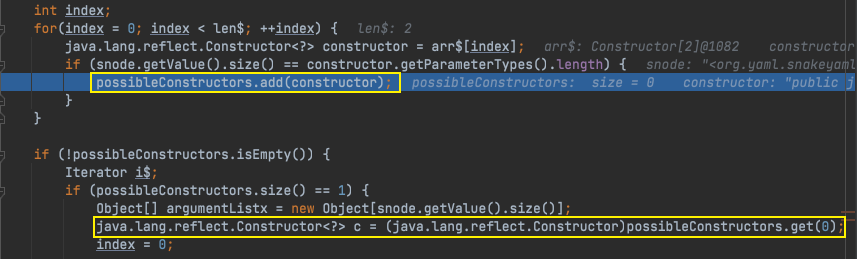 int index;
for(index = 0; index < len$; ++index) { len$: 2
java.lang.reflect.Constructor<?> constructor = arr$[index]; arr$: Constructor[2]@1082 constructor
if (snode.getValue().size() == constructor.getParameterTypes().length) { snode: "<org.yaml.snakeyaml
possibleConstructors.add(constructor); possibleConstructors: size = 0 constructor: "public j
}
}
if (!possibleConstructors.isEmpty()) {
Iterator i$;
if (possibleConstructors.size() == 1) {
Object[] argumentListx = new Object[snode.getValue().size()];
java.lang.reflect.Constructor<?> c = (java.lang.reflect.Constructor)possibleConstructors.get(0);
index = 0;